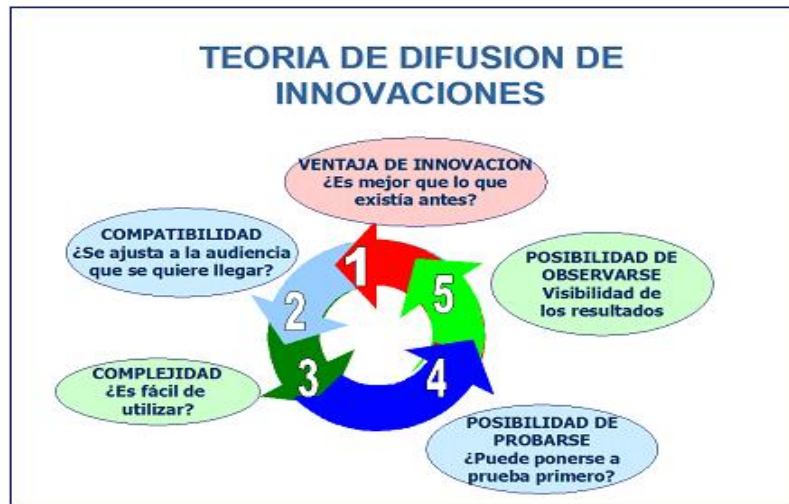 TEORIA DE DIFUSION DE
INNOVACIONES
VENTAJA DE INNOVACION
¿Es mejor que lo que
existía antes?
COMPATIBILIDAD
¿Se ajusta a la audiencia
que se quiere llegar?
COMPLEJIDAD
¿Es fácil de
utilizar?
POSIBILIDAD DE
PROBARSE
¿Puede ponerse a
prueba primero?
POSIBILIDAD DE
OBSERVARSE
Visibilidad de
los resultados
1
2
3
4
5